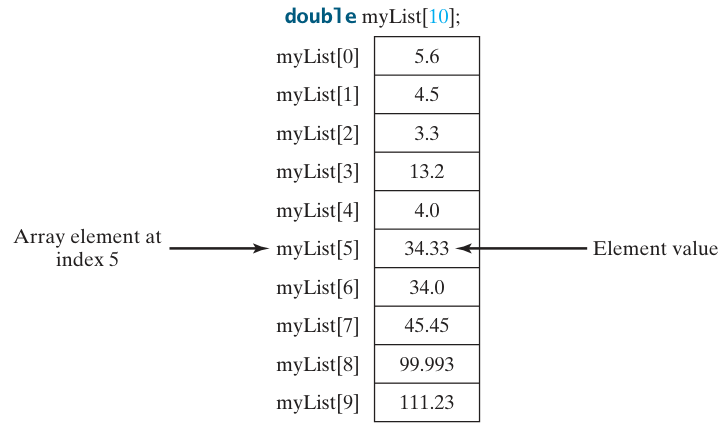 double myList[10];
myList[0] 5.6
myList[1] 4.5
myList[2] 3.3
myList[3] 13.2
myList[4] 4.0
Array element at
index 5
myList[5] 34.33
Element value
myList[6] 34.0
myList[7] 45.45
myList[8] 99.993
myList[9] 111.23